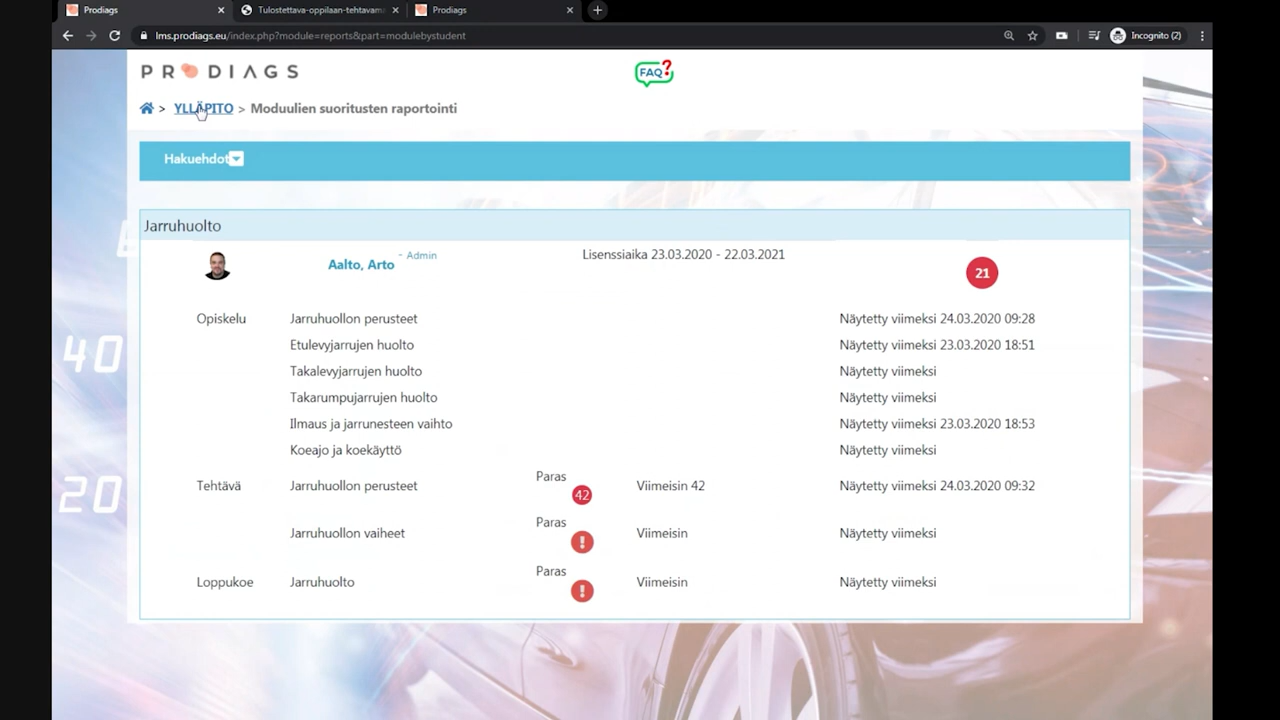 Prodiags
Tulostettava-oppilaan-tehtavama
Prodiags
lms.prodiags.eu/index.php?module=reports&part=modulebystudent
Incognito (2)
PRODIAGS
FAQ?
> YLLÄPITO > Moduulien suoritusten raportointi
Hakuehdot
Jarruhuolto
Aalto, Arto - Admin
Lisenssiaika 23.03.2020 - 22.03.2021
21
Opiskelu Jarruhuollon perusteet Näytetty viimeksi 24.03.2020 09:28
Etulevyjarrujen huolto Näytetty viimeksi 23.03.2020 18:51
Takalevyjarrujen huolto Näytetty viimeksi
Takarumpujarrujen huolto Näytetty viimeksi
Ilmaus ja jarrunesteen vaihto Näytetty viimeksi 23.03.2020 18:53
Koeajo ja koekäyttö Näytetty viimeksi
Tehtävä Jarruhuollon perusteet Paras 42 Viimeisin 42 Näytetty viimeksi 24.03.2020 09:32
Jarruhuollon vaiheet Paras ! Viimeisin Näytetty viimeksi
Loppukoe Jarruhuolto Paras ! Viimeisin Näytetty viimeksi
40
20